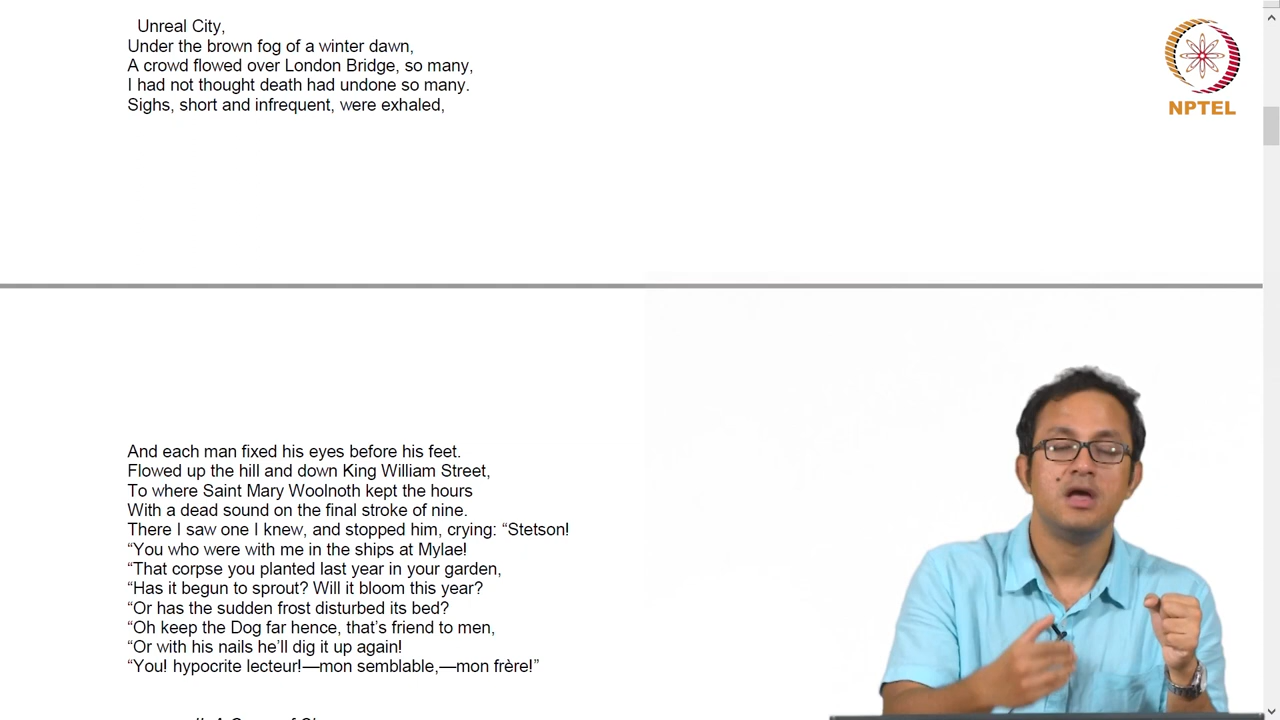 Unreal City,
Under the brown fog of a winter dawn,
A crowd flowed over London Bridge, so many,
I had not thought death had undone so many.
Sighs, short and infrequent, were exhaled,
NPTEL
And each man fixed his eyes before his feet.
Flowed up the hill and down King William Street,
To where Saint Mary Woolnoth kept the hours
With a dead sound on the final stroke of nine.
There I saw one I knew, and stopped him, crying: “Stetson!
“You who were with me in the ships at Mylae!
“That corpse you planted last year in your garden,
“Has it begun to sprout? Will it bloom this year?
“Or has the sudden frost disturbed its bed?
“Oh keep the Dog far hence, that’s friend to men,
“Or with his nails he’ll dig it up again!
“You! hypocrite lecteur!—mon semblable,—mon frère!”